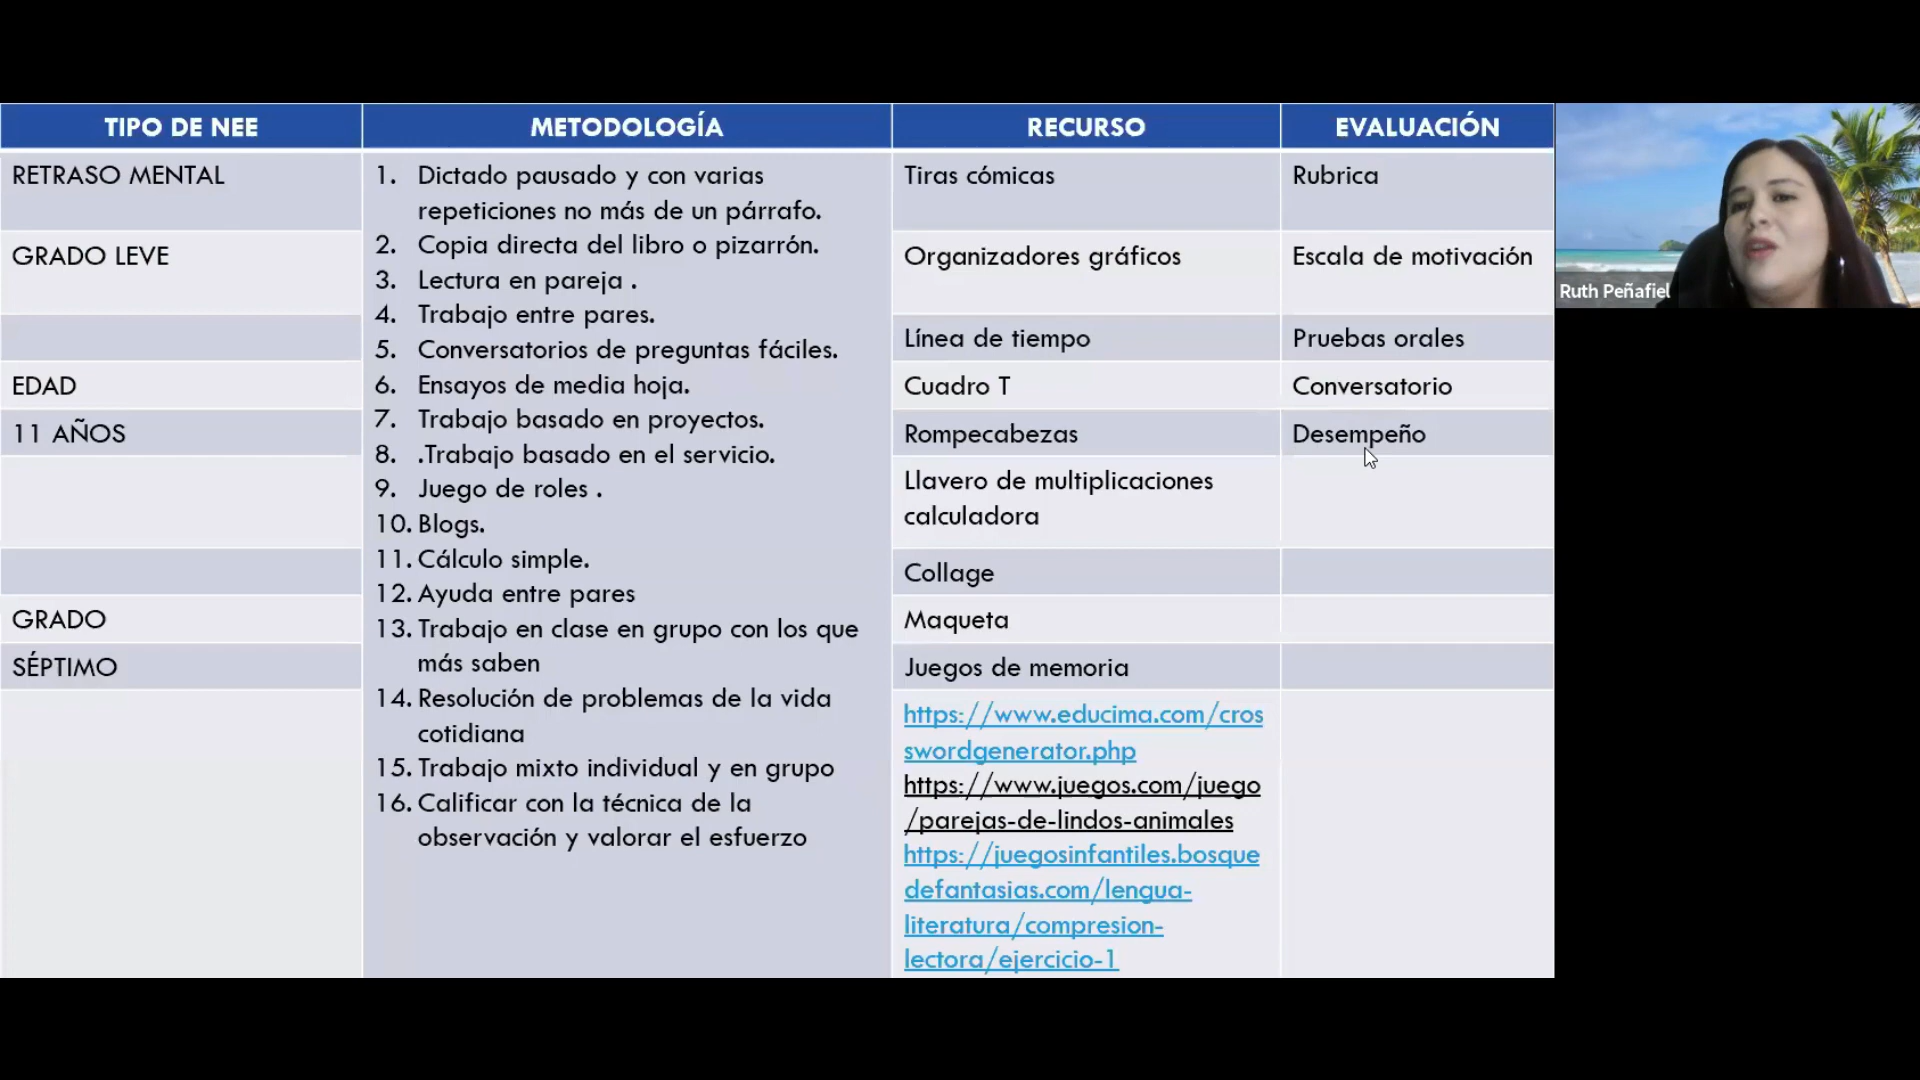 TIPO DE NEE
METODOLOGÍA
RECURSO
EVALUACIÓN
RETRASO MENTAL
GRADO LEVE
EDAD
11 AÑOS
GRADO
SÉPTIMO
1. Dictado pausado y con varias
repeticiones no más de un párrafo.
2. Copia directa del libro o pizarrón.
3. Lectura en pareja .
4. Trabajo entre pares.
5. Conversatorios de preguntas fáciles.
6. Ensayos de media hoja.
7. Trabajo basado en proyectos.
8. .Trabajo basado en el servicio.
9. Juego de roles .
10. Blogs.
11. Cálculo simple.
12. Ayuda entre pares
13. Trabajo en clase en grupo con los que
más saben
14. Resolución de problemas de la vida
cotidiana
15. Trabajo mixto individual y en grupo
16. Calificar con la técnica de la
observación y valorar el esfuerzo
Tiras cómicas
Organizadores gráficos
Línea de tiempo
Cuadro T
Rompecabezas
Llavero de multiplicaciones
calculadora
Collage
Maqueta
Juegos de memoria
https://www.educima.com/cros
swordgenerator.php
https://www.juegos.com/juego
/parejas-de-lindos-animales
https://juegosinfantiles.bosque
defantasias.com/lengua-
literatura/compresion-
lectora/ejercicio-1
Rubrica
Escala de motivación
Pruebas orales
Conversatorio
Desempeño
Ruth Peñafiel